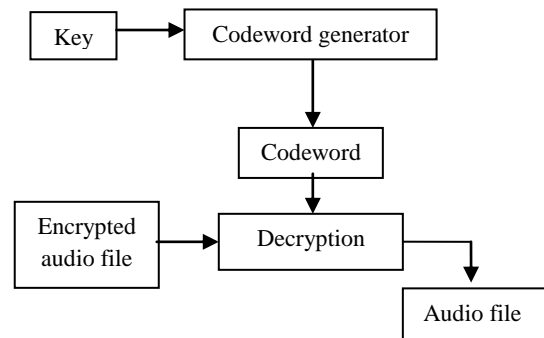 Key
Codeword generator
Codeword
Encrypted
audio file
Decryption
Audio file